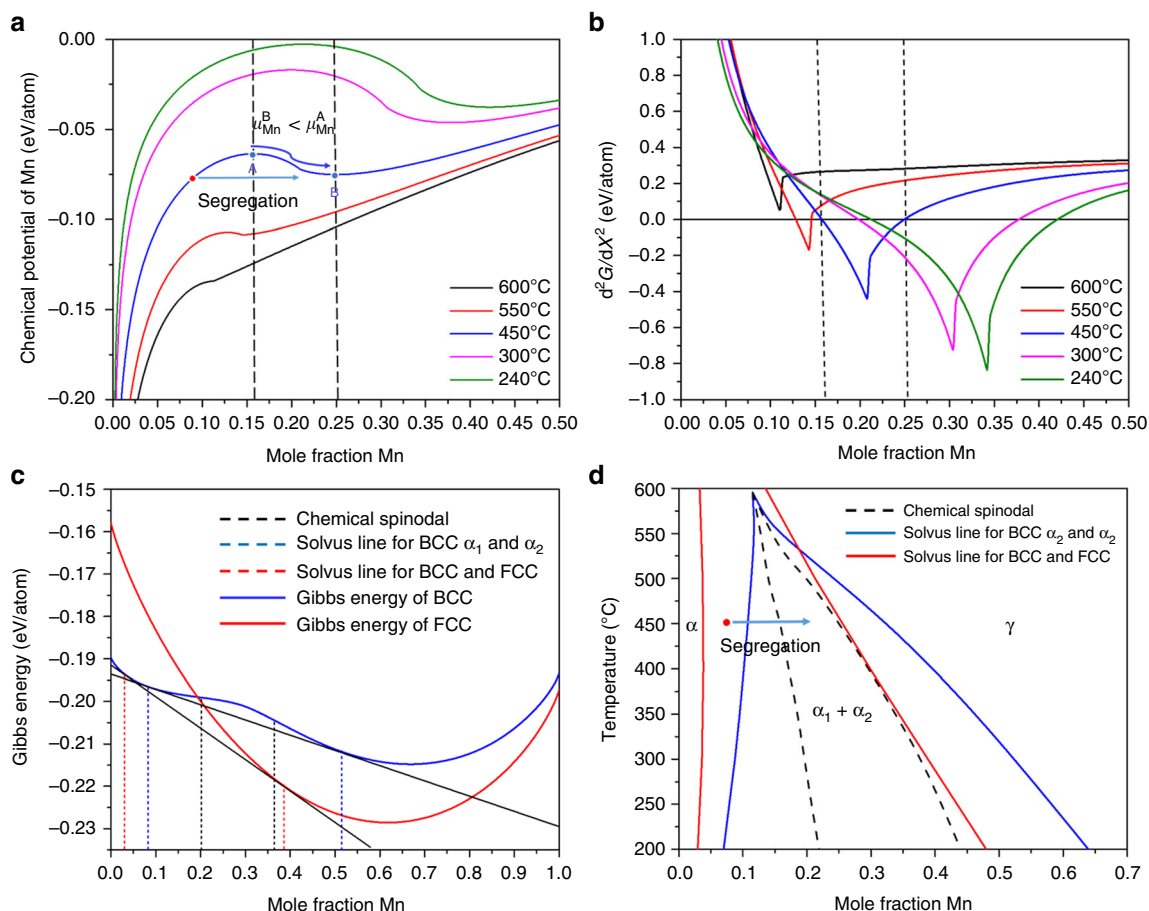 a
0.00
−0.05
−0.10
−0.15
−0.20
Chemical potential of Mn (eV/atom)
μ^B_Mn < μ^A_Mn
A
B
Segregation
600°C
550°C
450°C
300°C
240°C
0.00 0.05 0.10 0.15 0.20 0.25 0.30 0.35 0.40 0.45 0.50
Mole fraction Mn
b
1.0
0.8
0.6
0.4
0.2
0.0
−0.2
−0.4
−0.6
−0.8
−1.0
d²G/dX² (eV/atom)
600°C
550°C
450°C
300°C
240°C
0.00 0.05 0.10 0.15 0.20 0.25 0.30 0.35 0.40 0.45 0.50
Mole fraction Mn
c
−0.15
−0.16
−0.17
−0.18
−0.19
−0.20
−0.21
−0.22
−0.23
Gibbs energy (eV/atom)
Chemical spinodal
Solvus line for BCC α₁ and α₂
Solvus line for BCC and FCC
Gibbs energy of BCC
Gibbs energy of FCC
0.0 0.1 0.2 0.3 0.4 0.5 0.6 0.7 0.8 0.9 1.0
Mole fraction Mn
d
600
550
500
450
400
350
300
250
200
Temperature (°C)
Chemical spinodal
Solvus line for BCC α₂ and α₂
Solvus line for BCC and FCC
α
Segregation
γ
α₁ + α₂
0.0 0.1 0.2 0.3 0.4 0.5 0.6 0.7
Mole fraction Mn